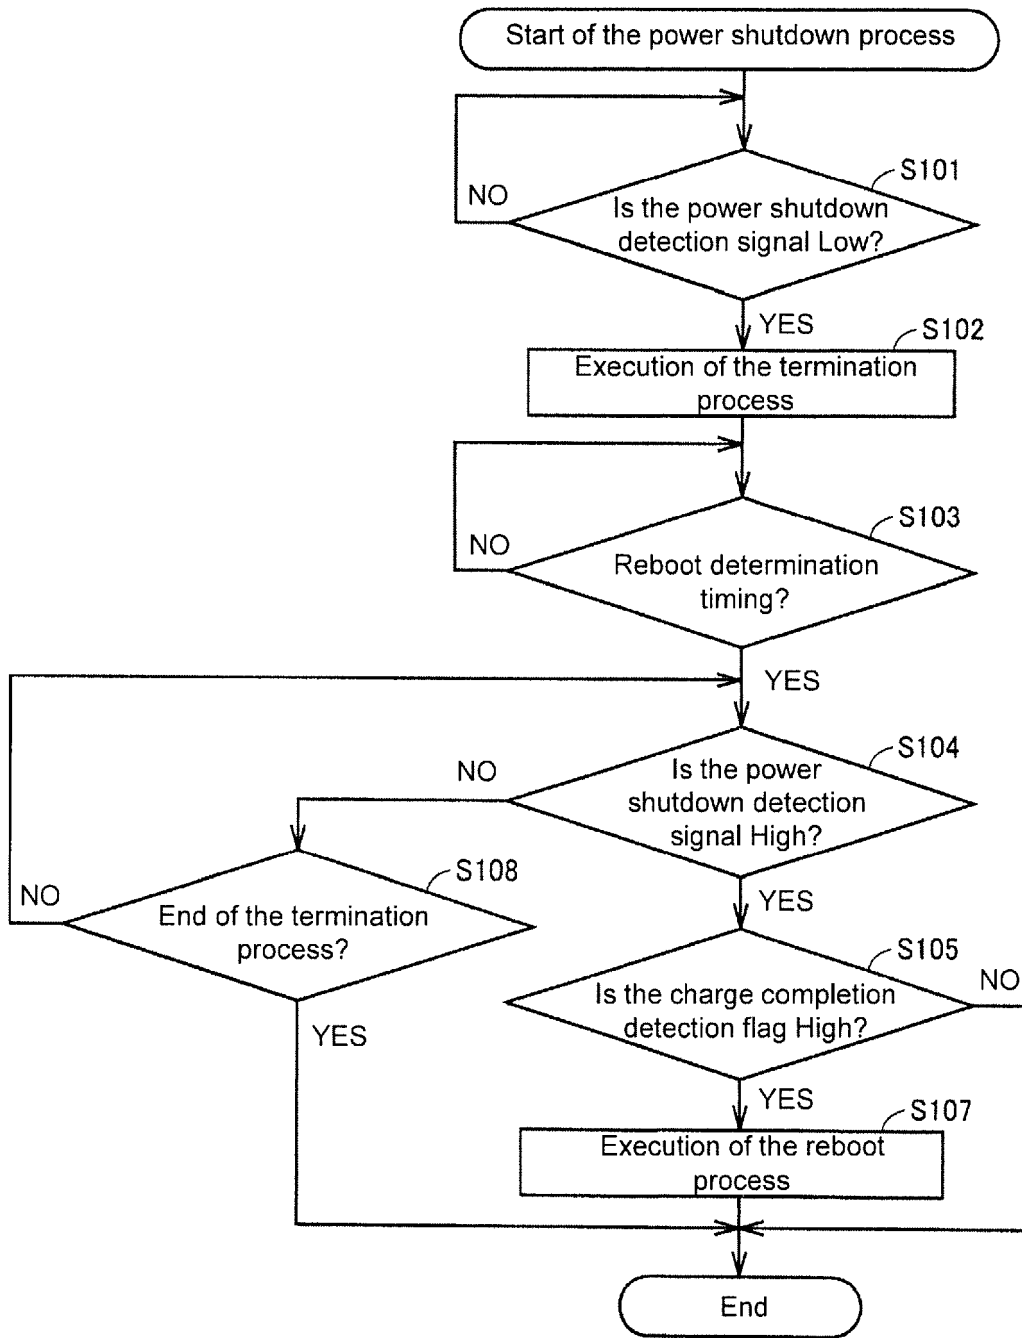 Start of the power shutdown process
S101
NO
Is the power shutdown
detection signal Low?
YES
S102
Execution of the termination
process
S103
NO
Reboot determination
timing?
YES
S104
NO
Is the power
shutdown detection
signal High?
S108
NO
End of the termination
process?
YES
YES
S105
NO
Is the charge completion
detection flag High?
YES
S107
Execution of the reboot
process
End